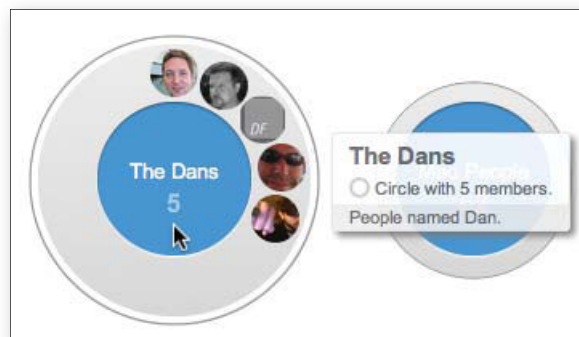 DF
The Dans
5
The Dans
Circle with 5 members.
People named Dan.